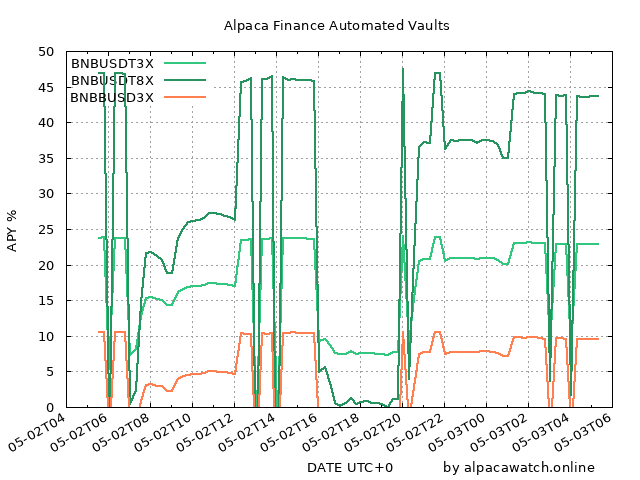 Alpaca Finance Automated Vaults
BNBUSDT3X
BNBUSDT8X
BNBBUSD3X
APY %
50
45
40
35
30
25
20
15
10
5
0
05-02T04
05-02T06
05-02T08
05-02T10
05-02T12
05-02T14
05-02T16
05-02T18
05-02T20
05-02T22
05-03T00
05-03T02
05-03T04
05-03T06
DATE UTC+0
by alpacawatch.online